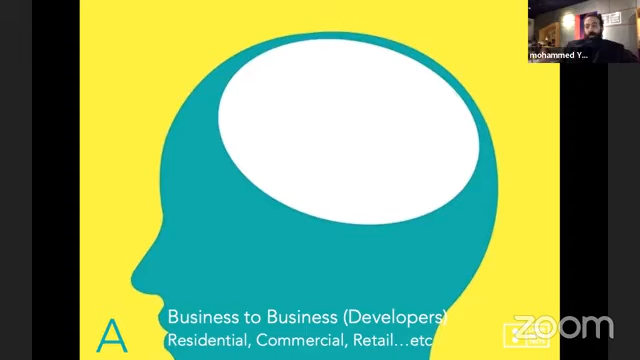 mohammed Y...
Business to Business (Developers)
A
Residential, Commercial, Retail...etc
zoom